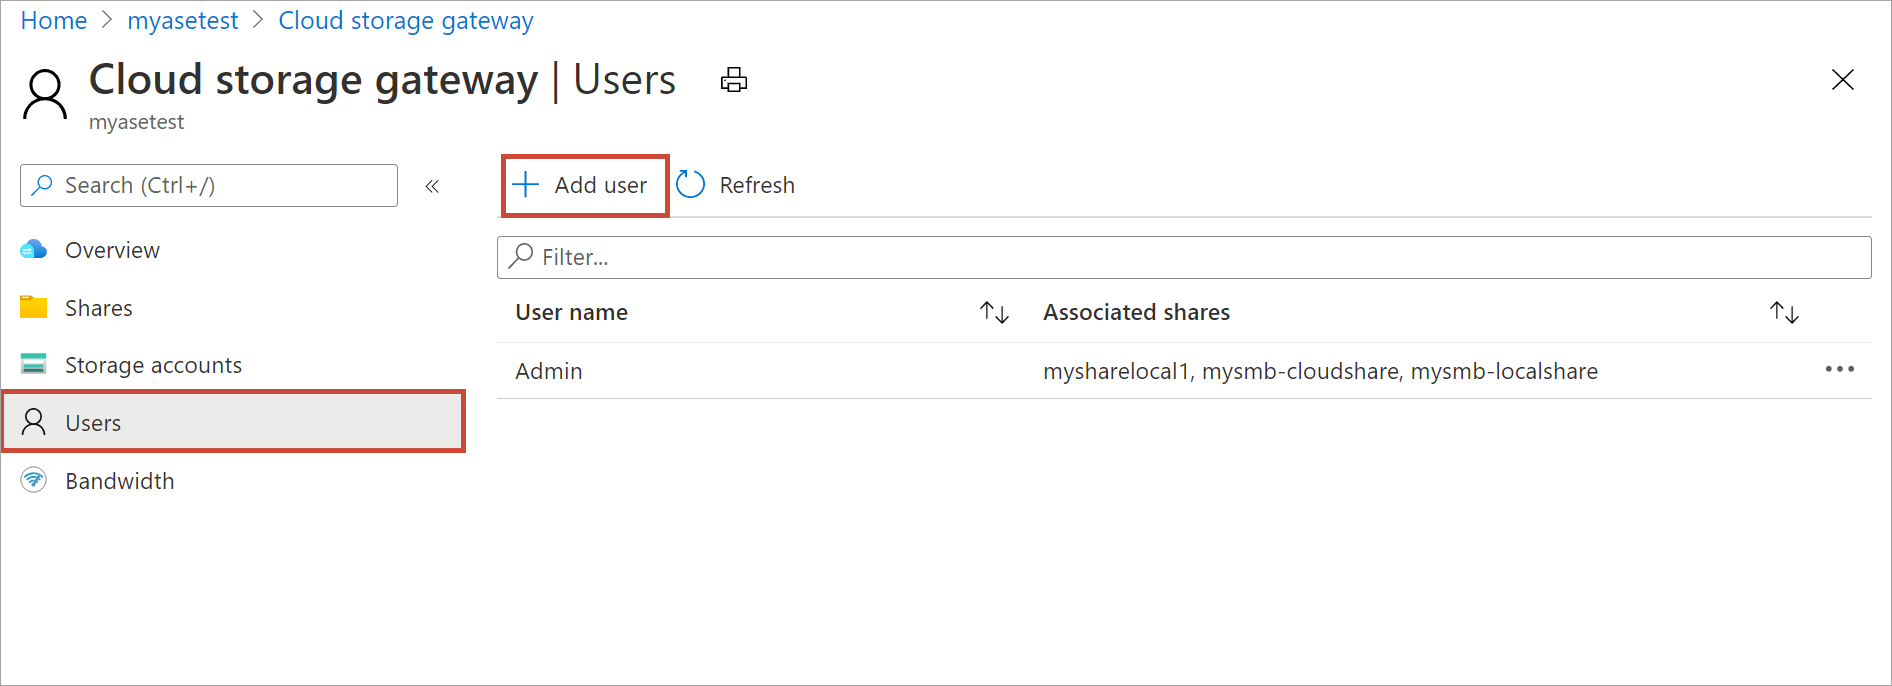 Home > myasetest > Cloud storage gateway
Cloud storage gateway | Users
myasetest
Search (Ctrl+/)
«
Add user
Refresh
Overview
Filter...
Shares
User name
Associated shares
Storage accounts
Admin
mysharelocal1, mysmb-cloudshare, mysmb-localshare
Users
Bandwidth